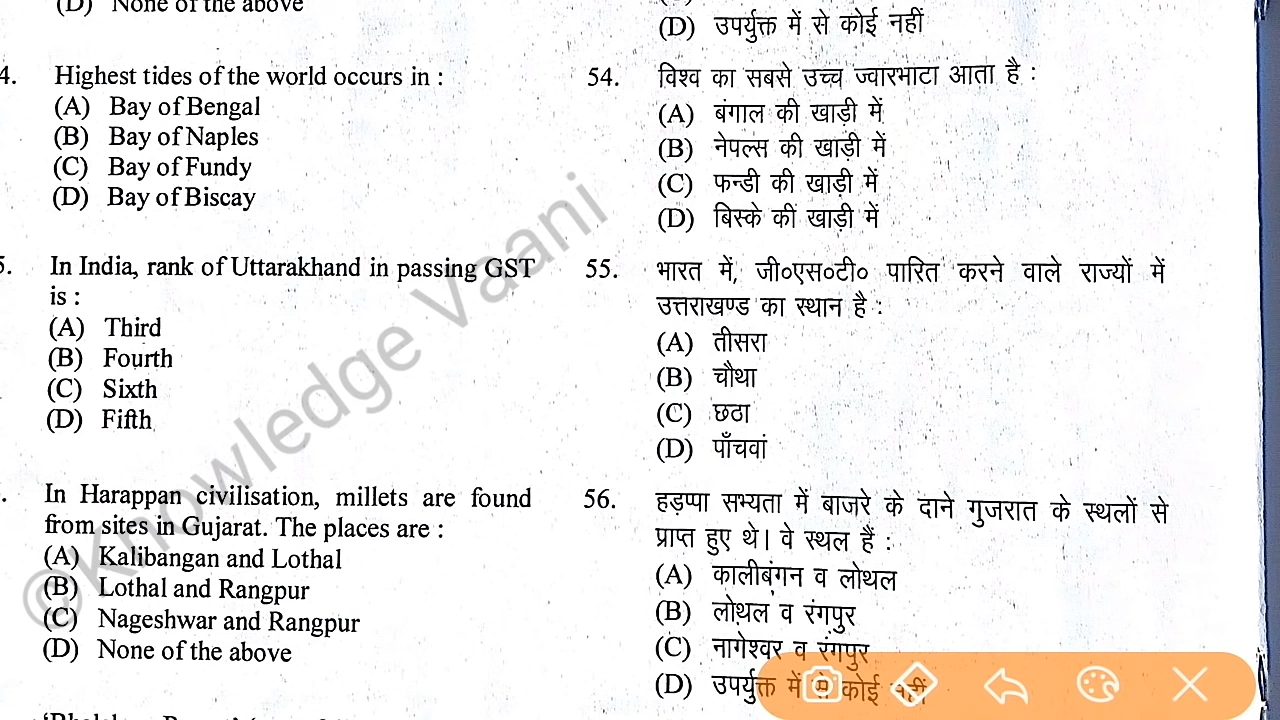 (D) None of the above
4. Highest tides of the world occurs in :
(A) Bay of Bengal
(B) Bay of Naples
(C) Bay of Fundy
(D) Bay of Biscay
5. In India, rank of Uttarakhand in passing GST
is :
(A) Third
(B) Fourth
(C) Sixth
(D) Fifth
. In Harappan civilisation, millets are found
from sites in Gujarat. The places are :
(A) Kalibangan and Lothal
(B) Lothal and Rangpur
(C) Nageshwar and Rangpur
(D) None of the above
(D) उपर्युक्त में से कोई नहीं
54. विश्व का सबसे उच्च ज्वारभाटा आता है :
(A) बंगाल की खाड़ी में
(B) नेपल्स की खाड़ी में
(C) फन्डी की खाड़ी में
(D) बिस्के की खाड़ी में
55. भारत में, जी०एस०टी० पारित करने वाले राज्यों में
उत्तराखण्ड का स्थान है :
(A) तीसरा
(B) चौथा
(C) छठा
(D) पाँचवां
56. हड़प्पा सभ्यता में बाजरे के दाने गुजरात के स्थलों से
प्राप्त हुए थे। वे स्थल हैं :
(A) कालीबंगन व लोथल
(B) लोथल व रंगपुर
(C) नागेश्वर व रंगपुर
(D) उपर्युक्त में से कोई नहीं
©Knowledge Vaani